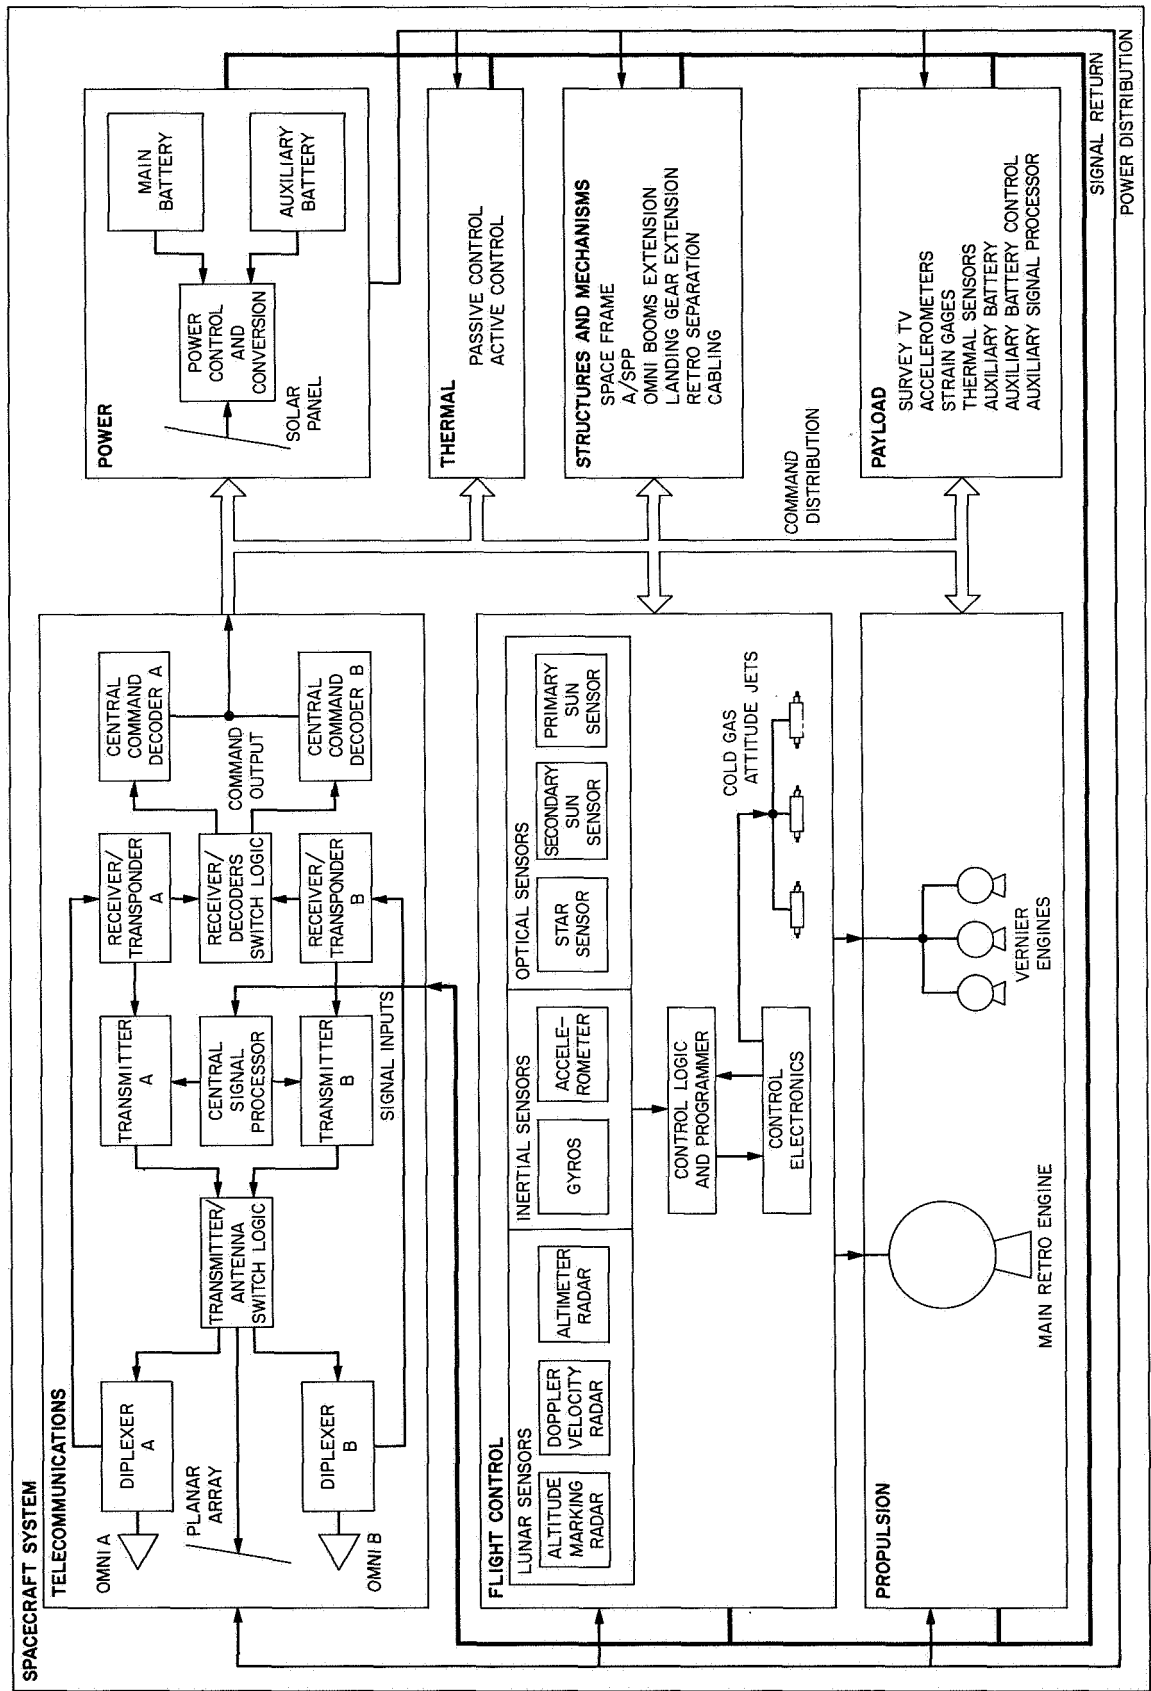 SPACECRAFT SYSTEM
TELECOMMUNICATIONS
OMNI A
DIPLEXER
A
PLANAR
ARRAY
OMNI B
DIPLEXER
B
TRANSMITTER/
ANTENNA
SWITCH LOGIC
TRANSMITTER
A
CENTRAL
SIGNAL
PROCESSOR
TRANSMITTER
B
SIGNAL INPUTS
RECEIVER/
TRANSPONDER
A
RECEIVER/
DECODERS
SWITCH LOGIC
RECEIVER/
TRANSPONDER
B
CENTRAL
COMMAND
DECODER A
COMMAND
OUTPUT
CENTRAL
COMMAND
DECODER B
POWER
SOLAR
PANEL
POWER
CONTROL
AND
CONVERSION
MAIN
BATTERY
AUXILIARY
BATTERY
FLIGHT CONTROL
LUNAR SENSORS
ALTITUDE
MARKING
RADAR
DOPPLER
VELOCITY
RADAR
ALTIMETER
RADAR
INERTIAL SENSORS
GYROS
ACCELE-
ROMETER
OPTICAL SENSORS
STAR
SENSOR
SECONDARY
SUN
SENSOR
PRIMARY
SUN
SENSOR
CONTROL LOGIC
AND PROGRAMMER
CONTROL
ELECTRONICS
COLD GAS
ATTITUDE JETS
THERMAL
PASSIVE CONTROL
ACTIVE CONTROL
STRUCTURES AND MECHANISMS
SPACE FRAME
A/SPP
OMNI BOOMS EXTENSION
LANDING GEAR EXTENSION
RETRO SEPARATION
CABLING
COMMAND
DISTRIBUTION
PROPULSION
MAIN RETRO ENGINE
VERNIER
ENGINES
PAYLOAD
SURVEY TV
ACCELEROMETERS
STRAIN GAGES
THERMAL SENSORS
AUXILIARY BATTERY
AUXILIARY BATTERY CONTROL
AUXILIARY SIGNAL PROCESSOR
SIGNAL RETURN
POWER DISTRIBUTION